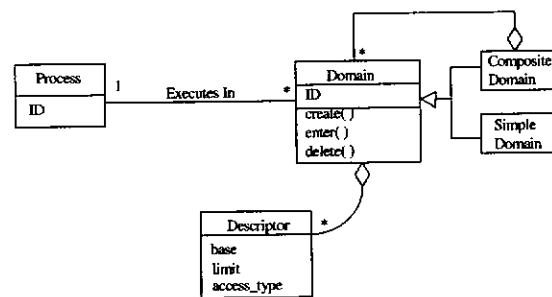 Process
ID
1
Executes In
*
*
Domain
ID
create( )
enter( )
delete( )
Composite
Domain
Simple
Domain
*
Descriptor
base
limit
access_type